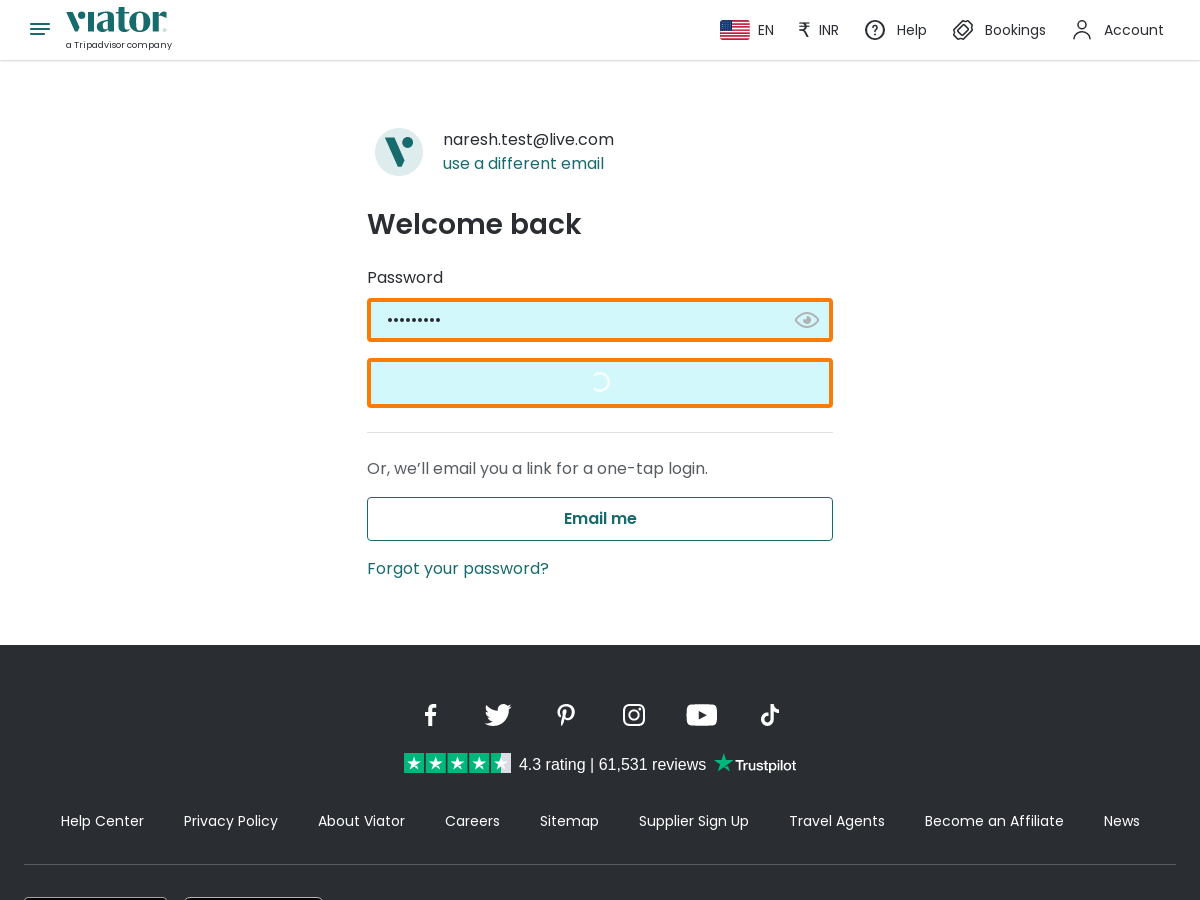 viator
a Tripadvisor company
EN
₹ INR
Help
Bookings
Account
naresh.test@live.com
use a different email
Welcome back
Password
•••••••••
Or, we’ll email you a link for a one-tap login.
Email me
Forgot your password?
4.3 rating | 61,531 reviews Trustpilot
Help Center Privacy Policy About Viator Careers Sitemap Supplier Sign Up Travel Agents Become an Affiliate News